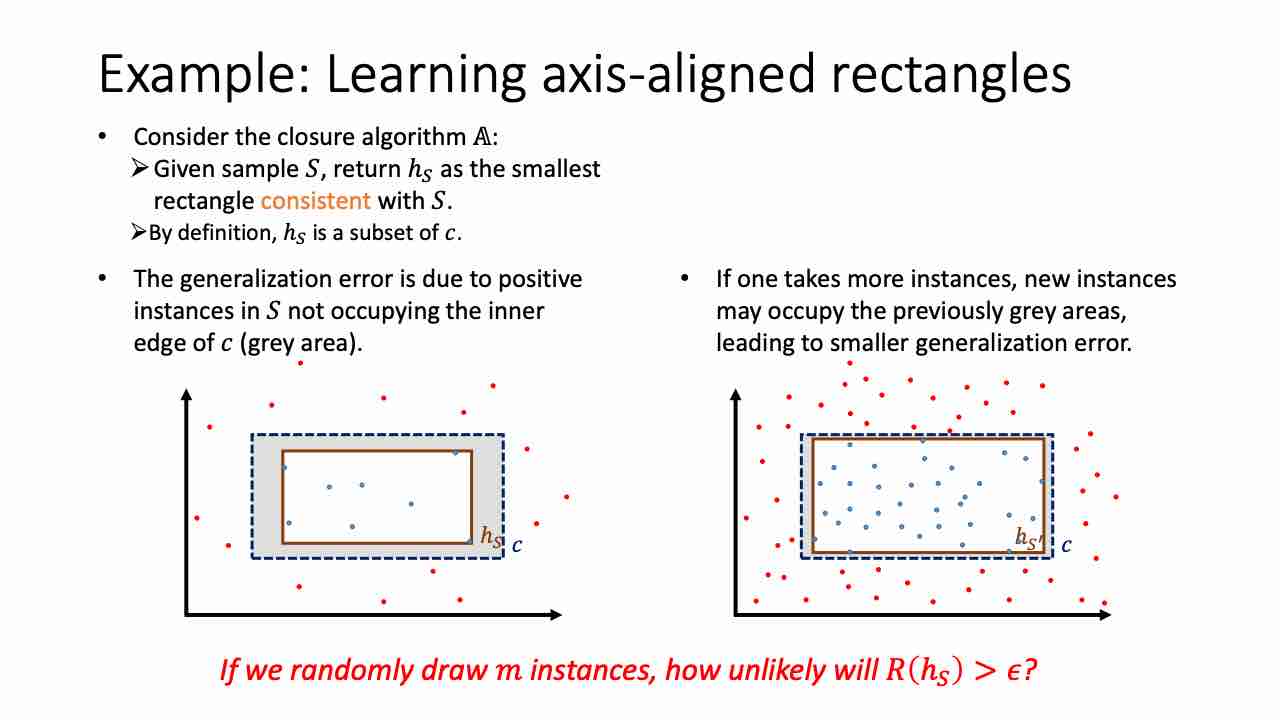 Example: Learning axis-aligned rectangles
• Consider the closure algorithm 𝔸:
➢ Given sample S, return h_S as the smallest
rectangle consistent with S.
➢ By definition, h_S is a subset of c.
• The generalization error is due to positive
instances in S not occupying the inner
edge of c (grey area).
h_S c
• If one takes more instances, new instances
may occupy the previously grey areas,
leading to smaller generalization error.
h_S′ c
If we randomly draw m instances, how unlikely will R(h_S) > ϵ?